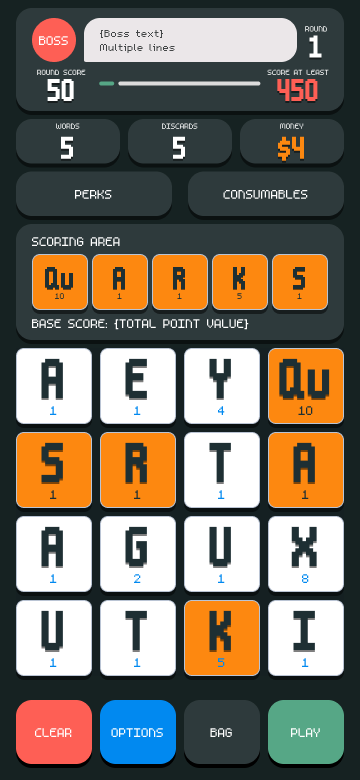 BOSS
{Boss text}
Multiple lines
ROUND
1
ROUND SCORE
50
SCORE AT LEAST
450
WORDS
5
DISCARDS
5
MONEY
$4
PERKS
CONSUMABLES
SCORING AREA
Qu A R K S
10 1 1 5 1
BASE SCORE: {TOTAL POINT VALUE}
A E Y Qu
1 1 4 10
S R T A
1 1 1 1
A G U X
1 2 1 8
U T K I
1 1 5 1
CLEAR
OPTIONS
BAG
PLAY